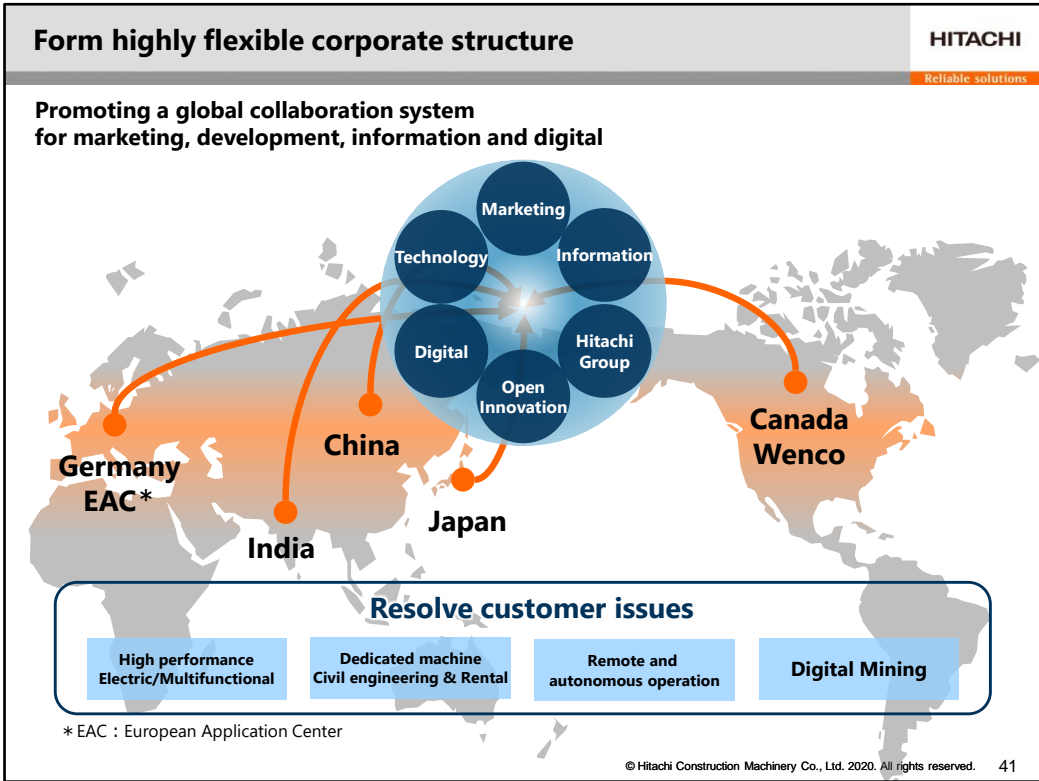 Form highly flexible corporate structure
HITACHI
Reliable solutions
Promoting a global collaboration system
for marketing, development, information and digital
Marketing
Technology
Information
Digital
Hitachi
Group
Open
Innovation
Germany
EAC*
China
India
Japan
Canada
Wenco
Resolve customer issues
High performance
Electric/Multifunctional
Dedicated machine
Civil engineering & Rental
Remote and
autonomous operation
Digital Mining
* EAC : European Application Center
© Hitachi Construction Machinery Co., Ltd. 2020. All rights reserved. 41